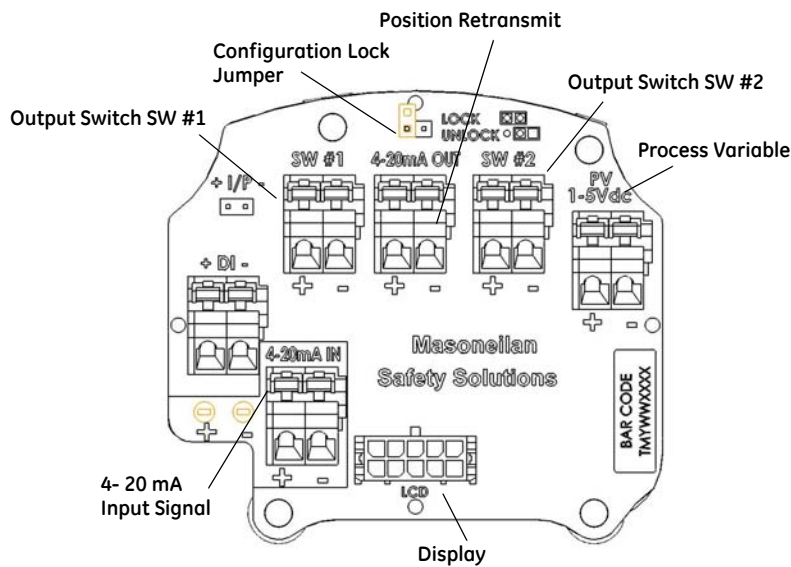 Position Retransmit
Configuration Lock
Jumper
Output Switch SW #2
Output Switch SW #1
LOCK
UNLOCK
Process Variable
SW #1
4-20mA OUT
SW #2
PV
1-5Vdc
+ I/P -
+ -
+ -
+ -
+ DI -
+ -
4-20mA IN
Masoneilan
Safety Solutions
BAR CODE
TMYWWXXXX
+ -
+ -
4- 20 mA
Input Signal
LCD
Display